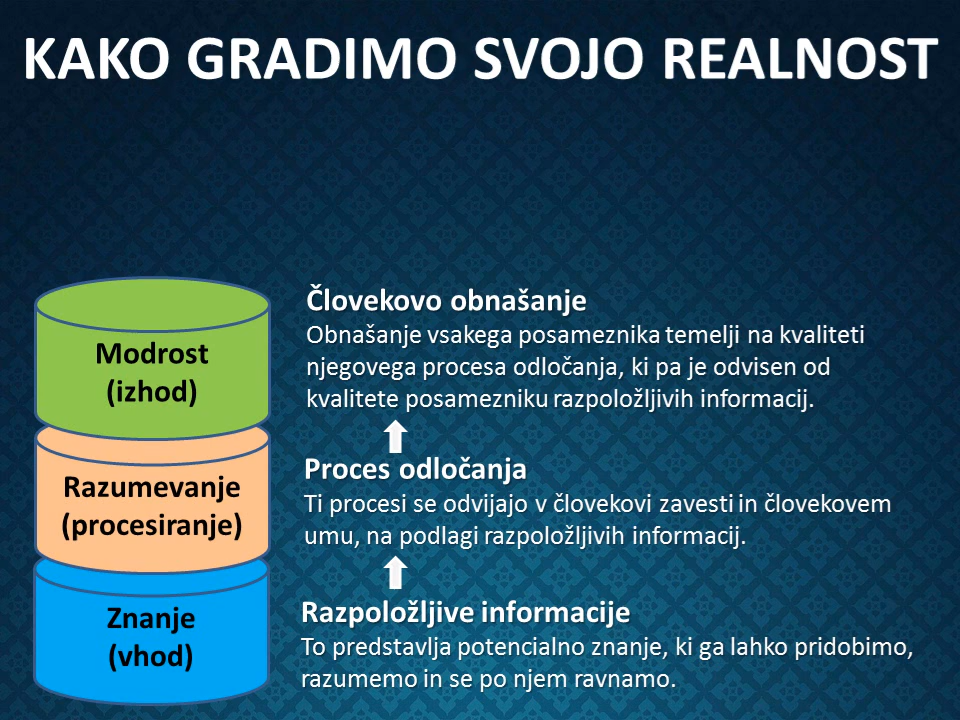 KAKO GRADIMO SVOJO REALNOST
Modrost
(izhod)
Človekovo obnašanje
Obnašanje vsakega posameznika temelji na kvaliteti
njegovega procesa odločanja, ki pa je odvisen od
kvalitete posamezniku razpoložljivih informacij.
Razumevanje
(procesiranje)
Proces odločanja
Ti procesi se odvijajo v človekovi zavesti in človekovem
umu, na podlagi razpoložljivih informacij.
Znanje
(vhod)
Razpoložljive informacije
To predstavlja potencialno znanje, ki ga lahko pridobimo,
razumemo in se po njem ravnamo.